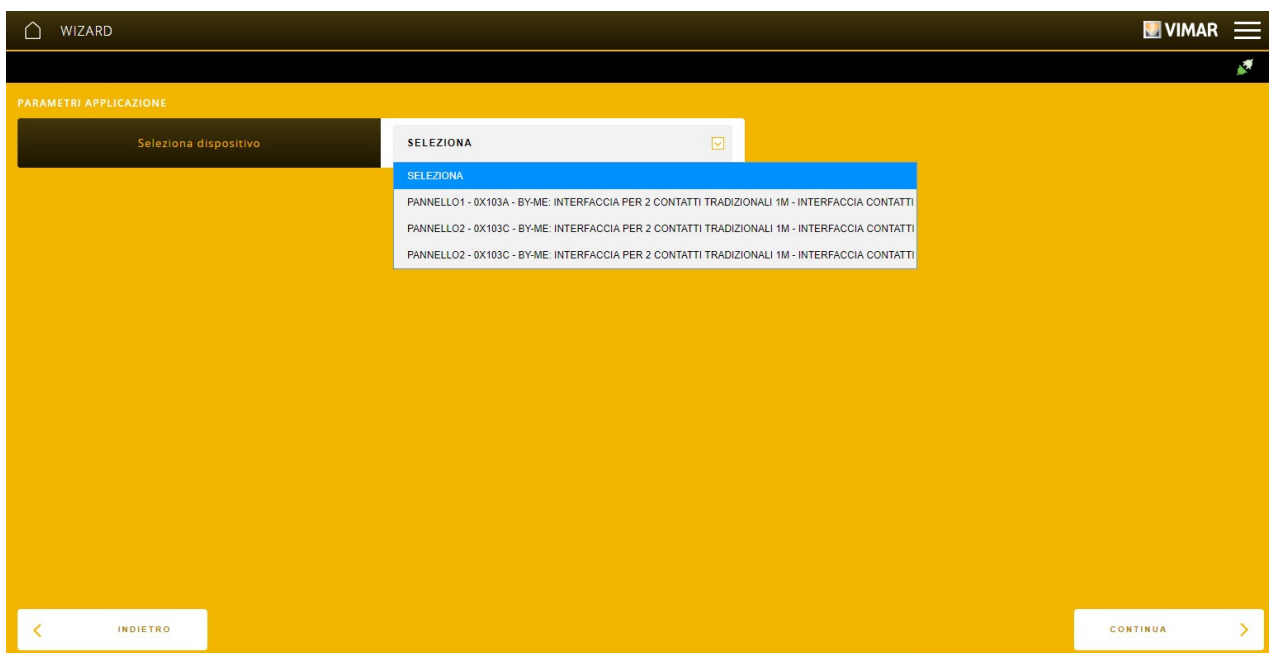 WIZARD
VIMAR
PARAMETRI APPLICAZIONE
Seleziona dispositivo
SELEZIONA
SELEZIONA
PANNELLO1 - 0X103A - BY-ME: INTERFACCIA PER 2 CONTATTI TRADIZIONALI 1M - INTERFACCIA CONTATTI
PANNELLO2 - 0X103C - BY-ME: INTERFACCIA PER 2 CONTATTI TRADIZIONALI 1M - INTERFACCIA CONTATTI
PANNELLO2 - 0X103C - BY-ME: INTERFACCIA PER 2 CONTATTI TRADIZIONALI 1M - INTERFACCIA CONTATTI
INDIETRO
CONTINUA